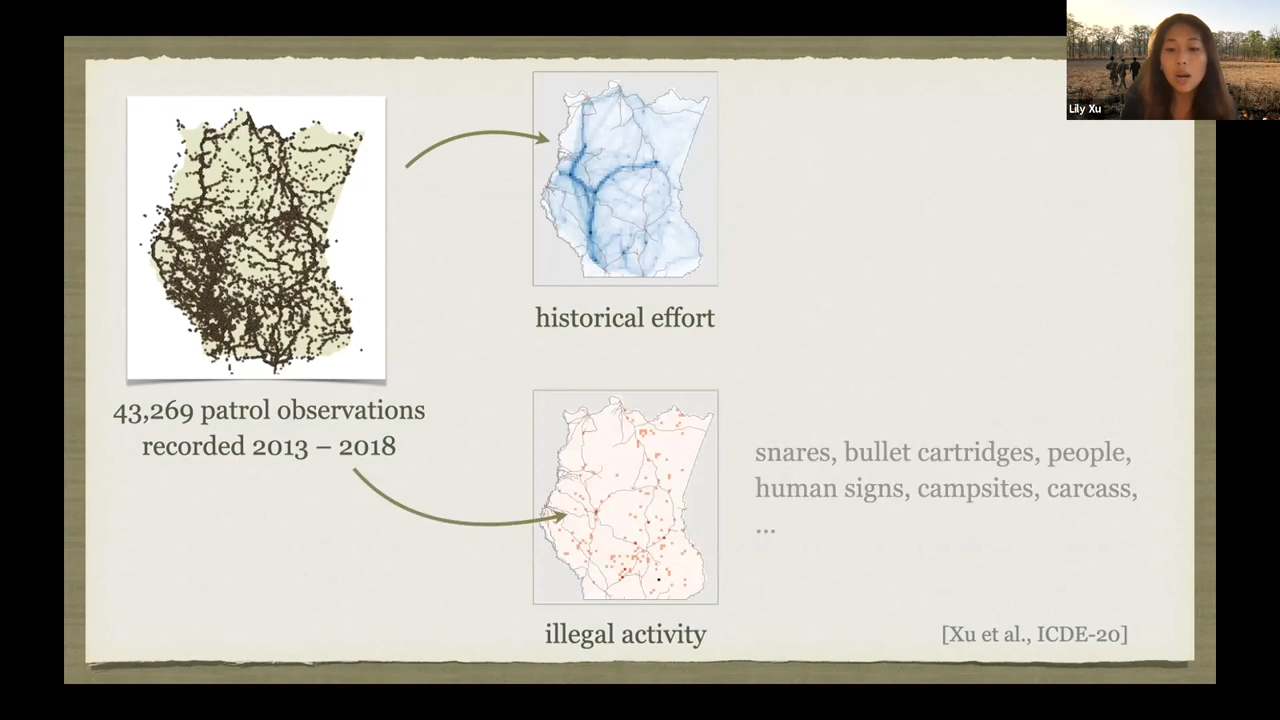 Lily Xu
43,269 patrol observations
recorded 2013 – 2018
historical effort
illegal activity
snares, bullet cartridges, people,
human signs, campsites, carcass,
...
[Xu et al., ICDE-20]